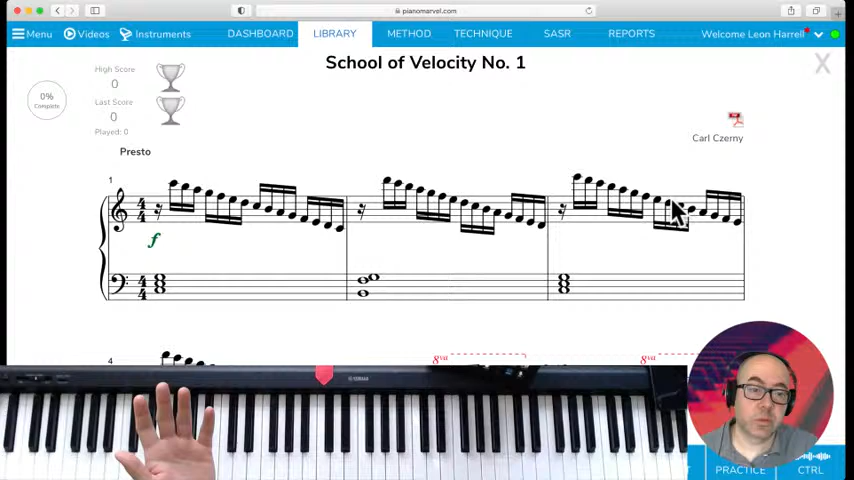 pianomarvel.com
Menu Videos Instruments DASHBOARD LIBRARY METHOD TECHNIQUE SASR REPORTS Welcome Leon Harrell
School of Velocity No. 1
X
High Score
0
0%
Complete
Last Score
0
Played: 0
Carl Czerny
Presto
1
f
4
8va
8va
YAMAHA
PRACTICE
CTRL